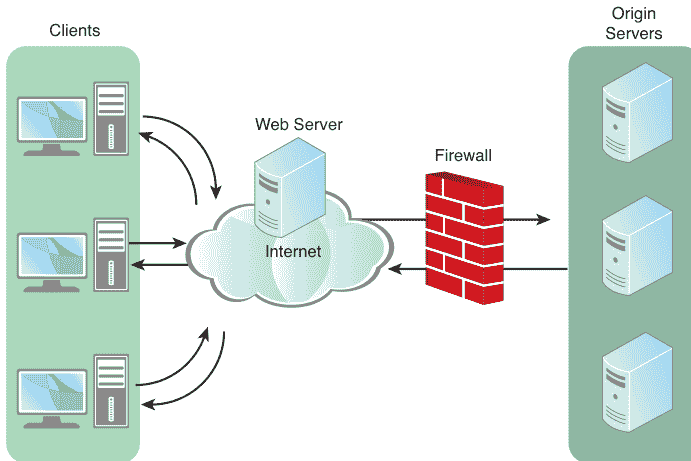 Clients
Origin
Servers
Web Server
Firewall
Internet